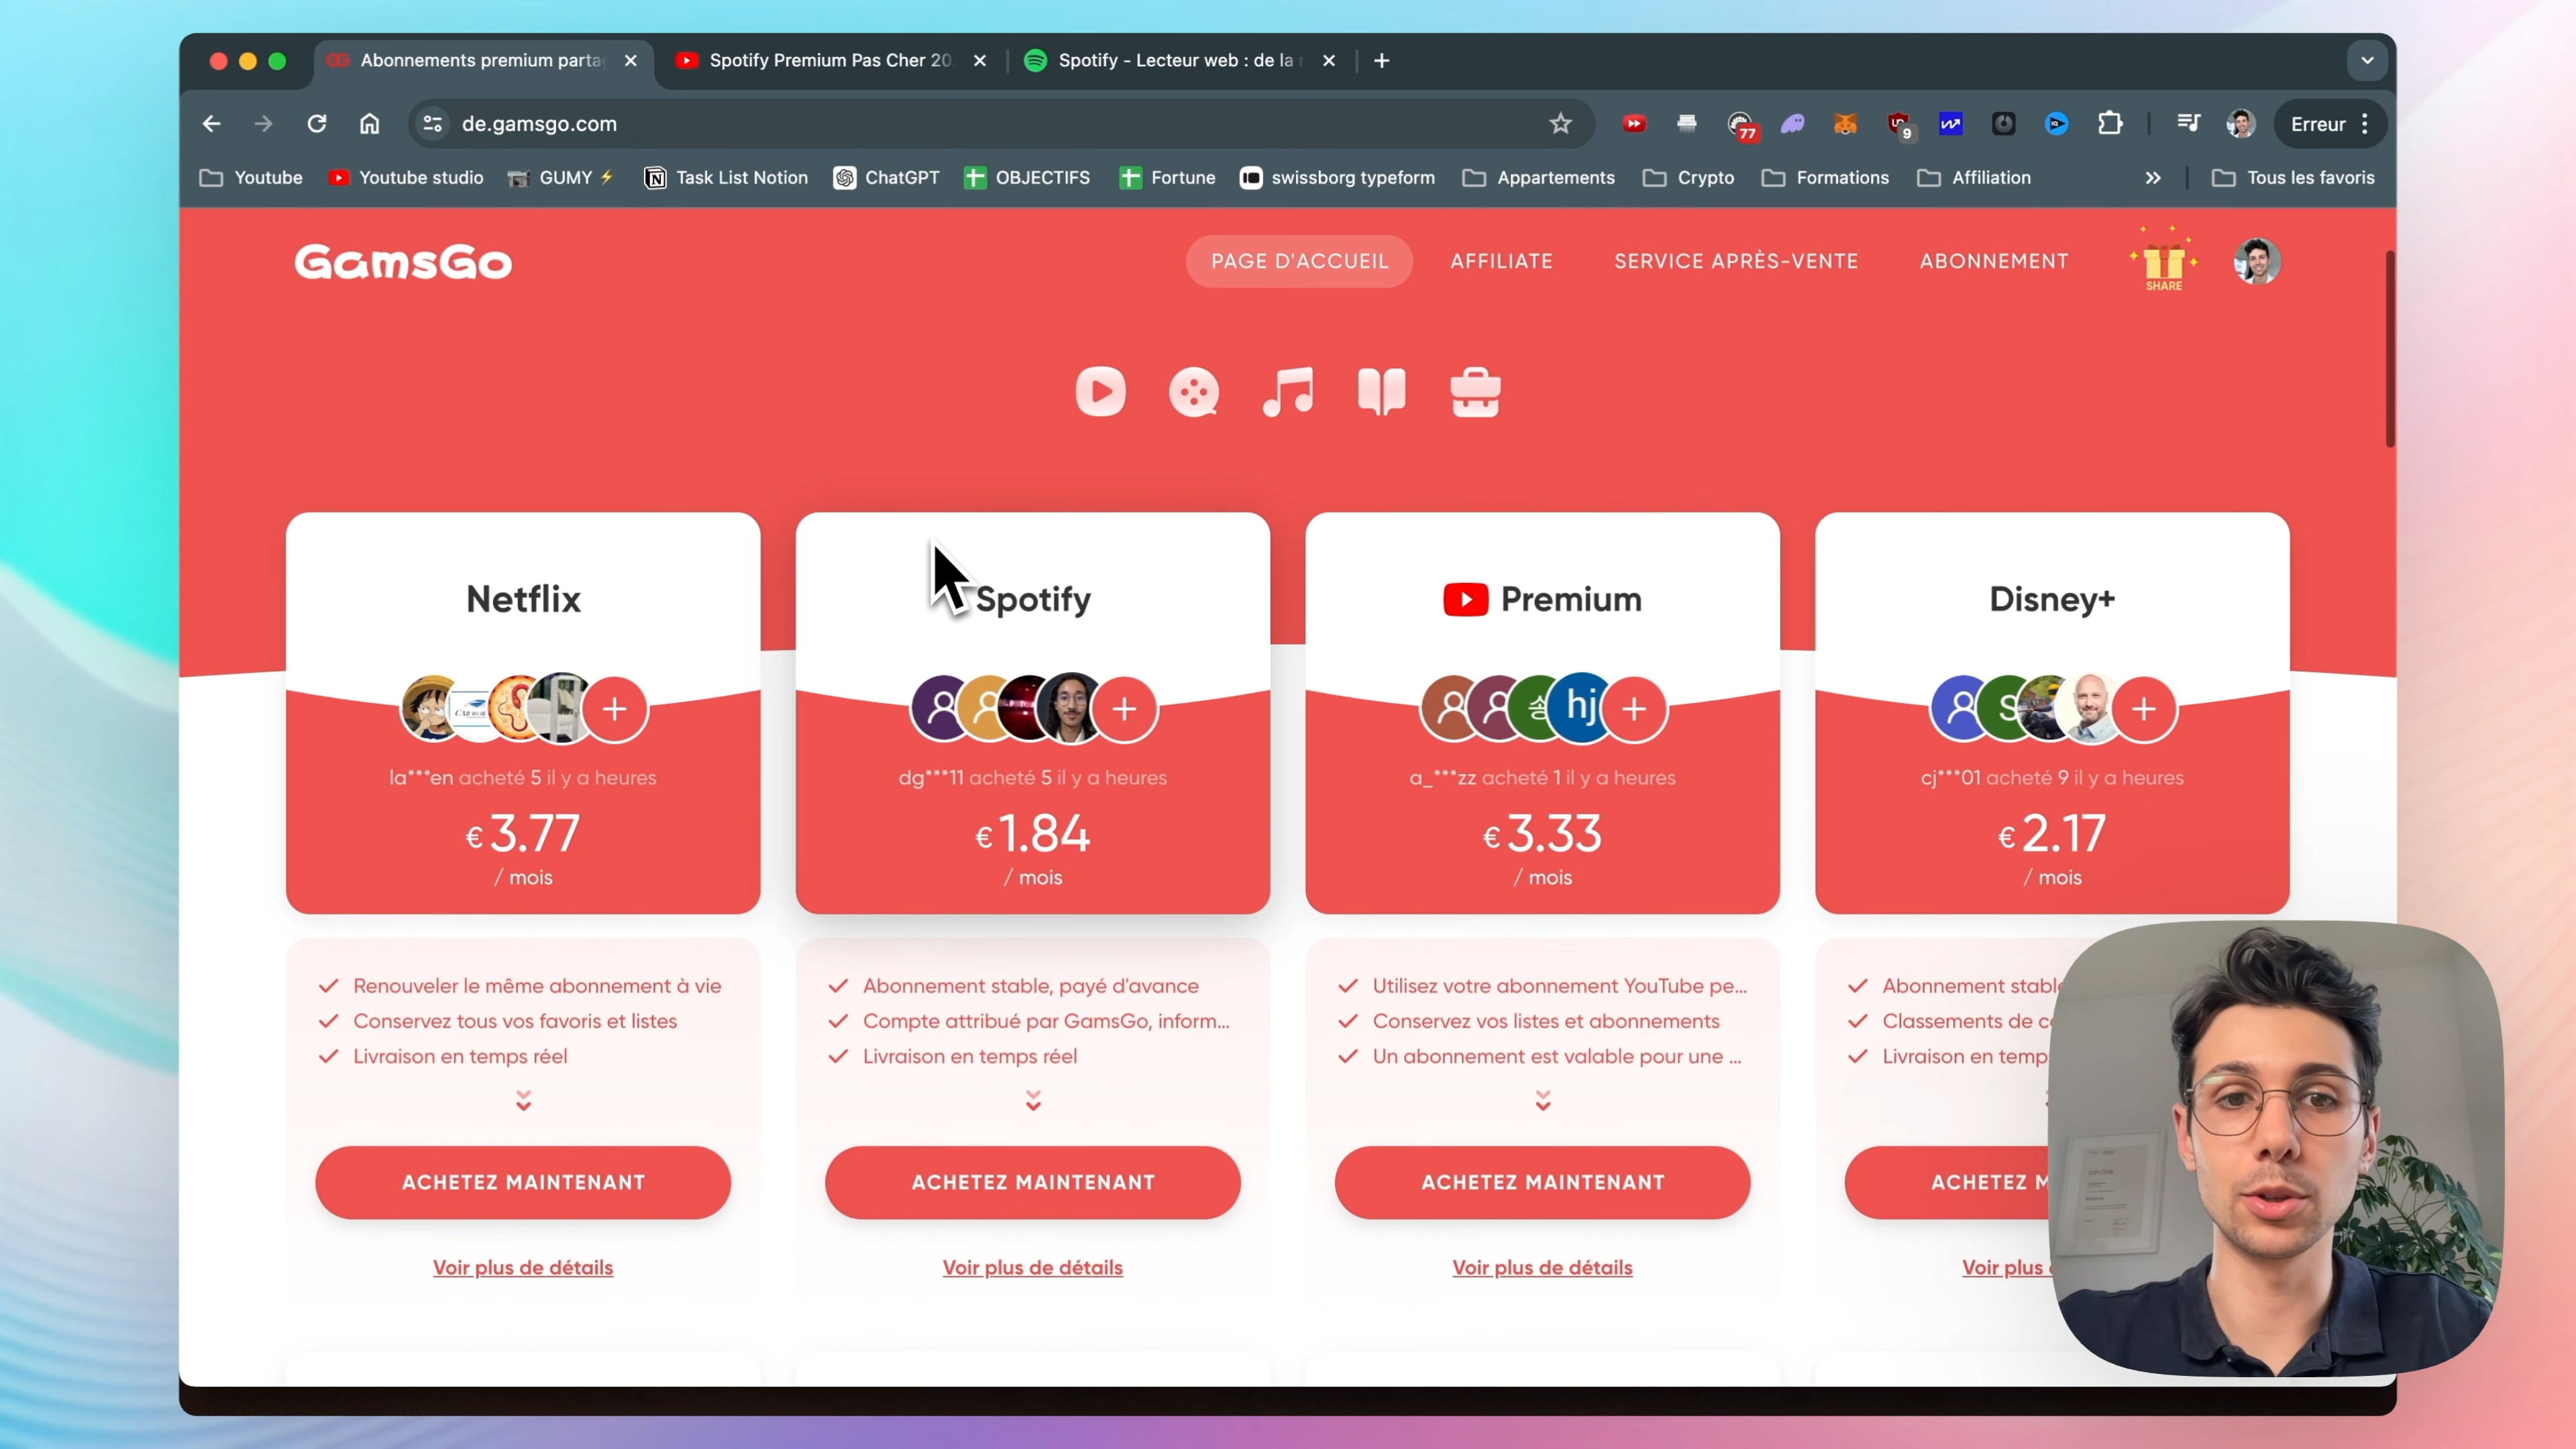 Abonnements premium parta
Spotify Premium Pas Cher 20
Spotify - Lecteur web : de la
de.gamsgo.com
77
9
Erreur
Youtube
Youtube studio
GUMY
Task List Notion
ChatGPT
OBJECTIFS
Fortune
swissborg typeform
Appartements
Crypto
Formations
Affiliation
Tous les favoris
GamsGo
PAGE D'ACCUEIL
AFFILIATE
SERVICE APRÈS-VENTE
ABONNEMENT
SHARE
Netflix
la***en acheté 5 il y a heures
€ 3.77
/ mois
Renouveler le même abonnement à vie
Conservez tous vos favoris et listes
Livraison en temps réel
ACHETEZ MAINTENANT
Voir plus de détails
Spotify
dg***11 acheté 5 il y a heures
€ 1.84
/ mois
Abonnement stable, payé d'avance
Compte attribué par GamsGo, inform...
Livraison en temps réel
ACHETEZ MAINTENANT
Voir plus de détails
Premium
hj
a_***zz acheté 1 il y a heures
€ 3.33
/ mois
Utilisez votre abonnement YouTube pe...
Conservez vos listes et abonnements
Un abonnement est valable pour une ...
ACHETEZ MAINTENANT
Voir plus de détails
Disney+
S
cj***01 acheté 9 il y a heures
€ 2.17
/ mois
Abonnement stable
Classements de c
Livraison en temp
ACHETEZ M
Voir plus